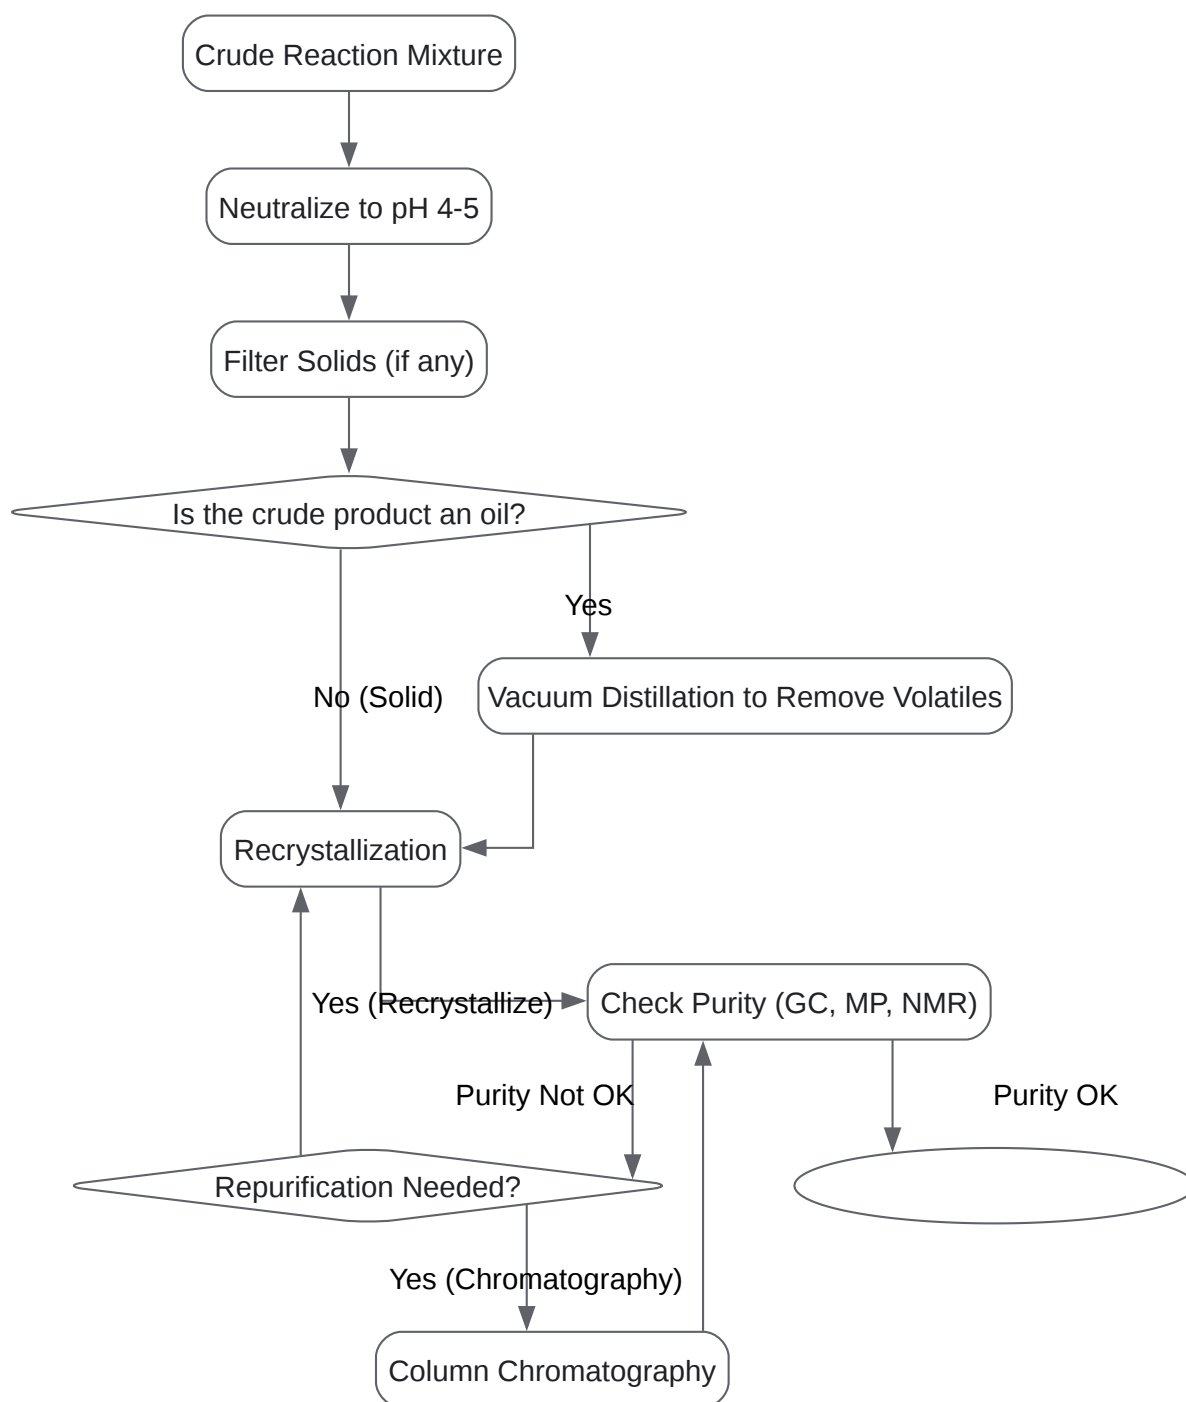 Crude Reaction Mixture
Neutralize to pH 4-5
Filter Solids (if any)
Is the crude product an oil?
Yes
No (Solid)
Vacuum Distillation to Remove Volatiles
Recrystallization
Yes (Recrystallize)
Check Purity (GC, MP, NMR)
Purity Not OK
Purity OK
Repurification Needed?
Yes (Chromatography)
Column Chromatography